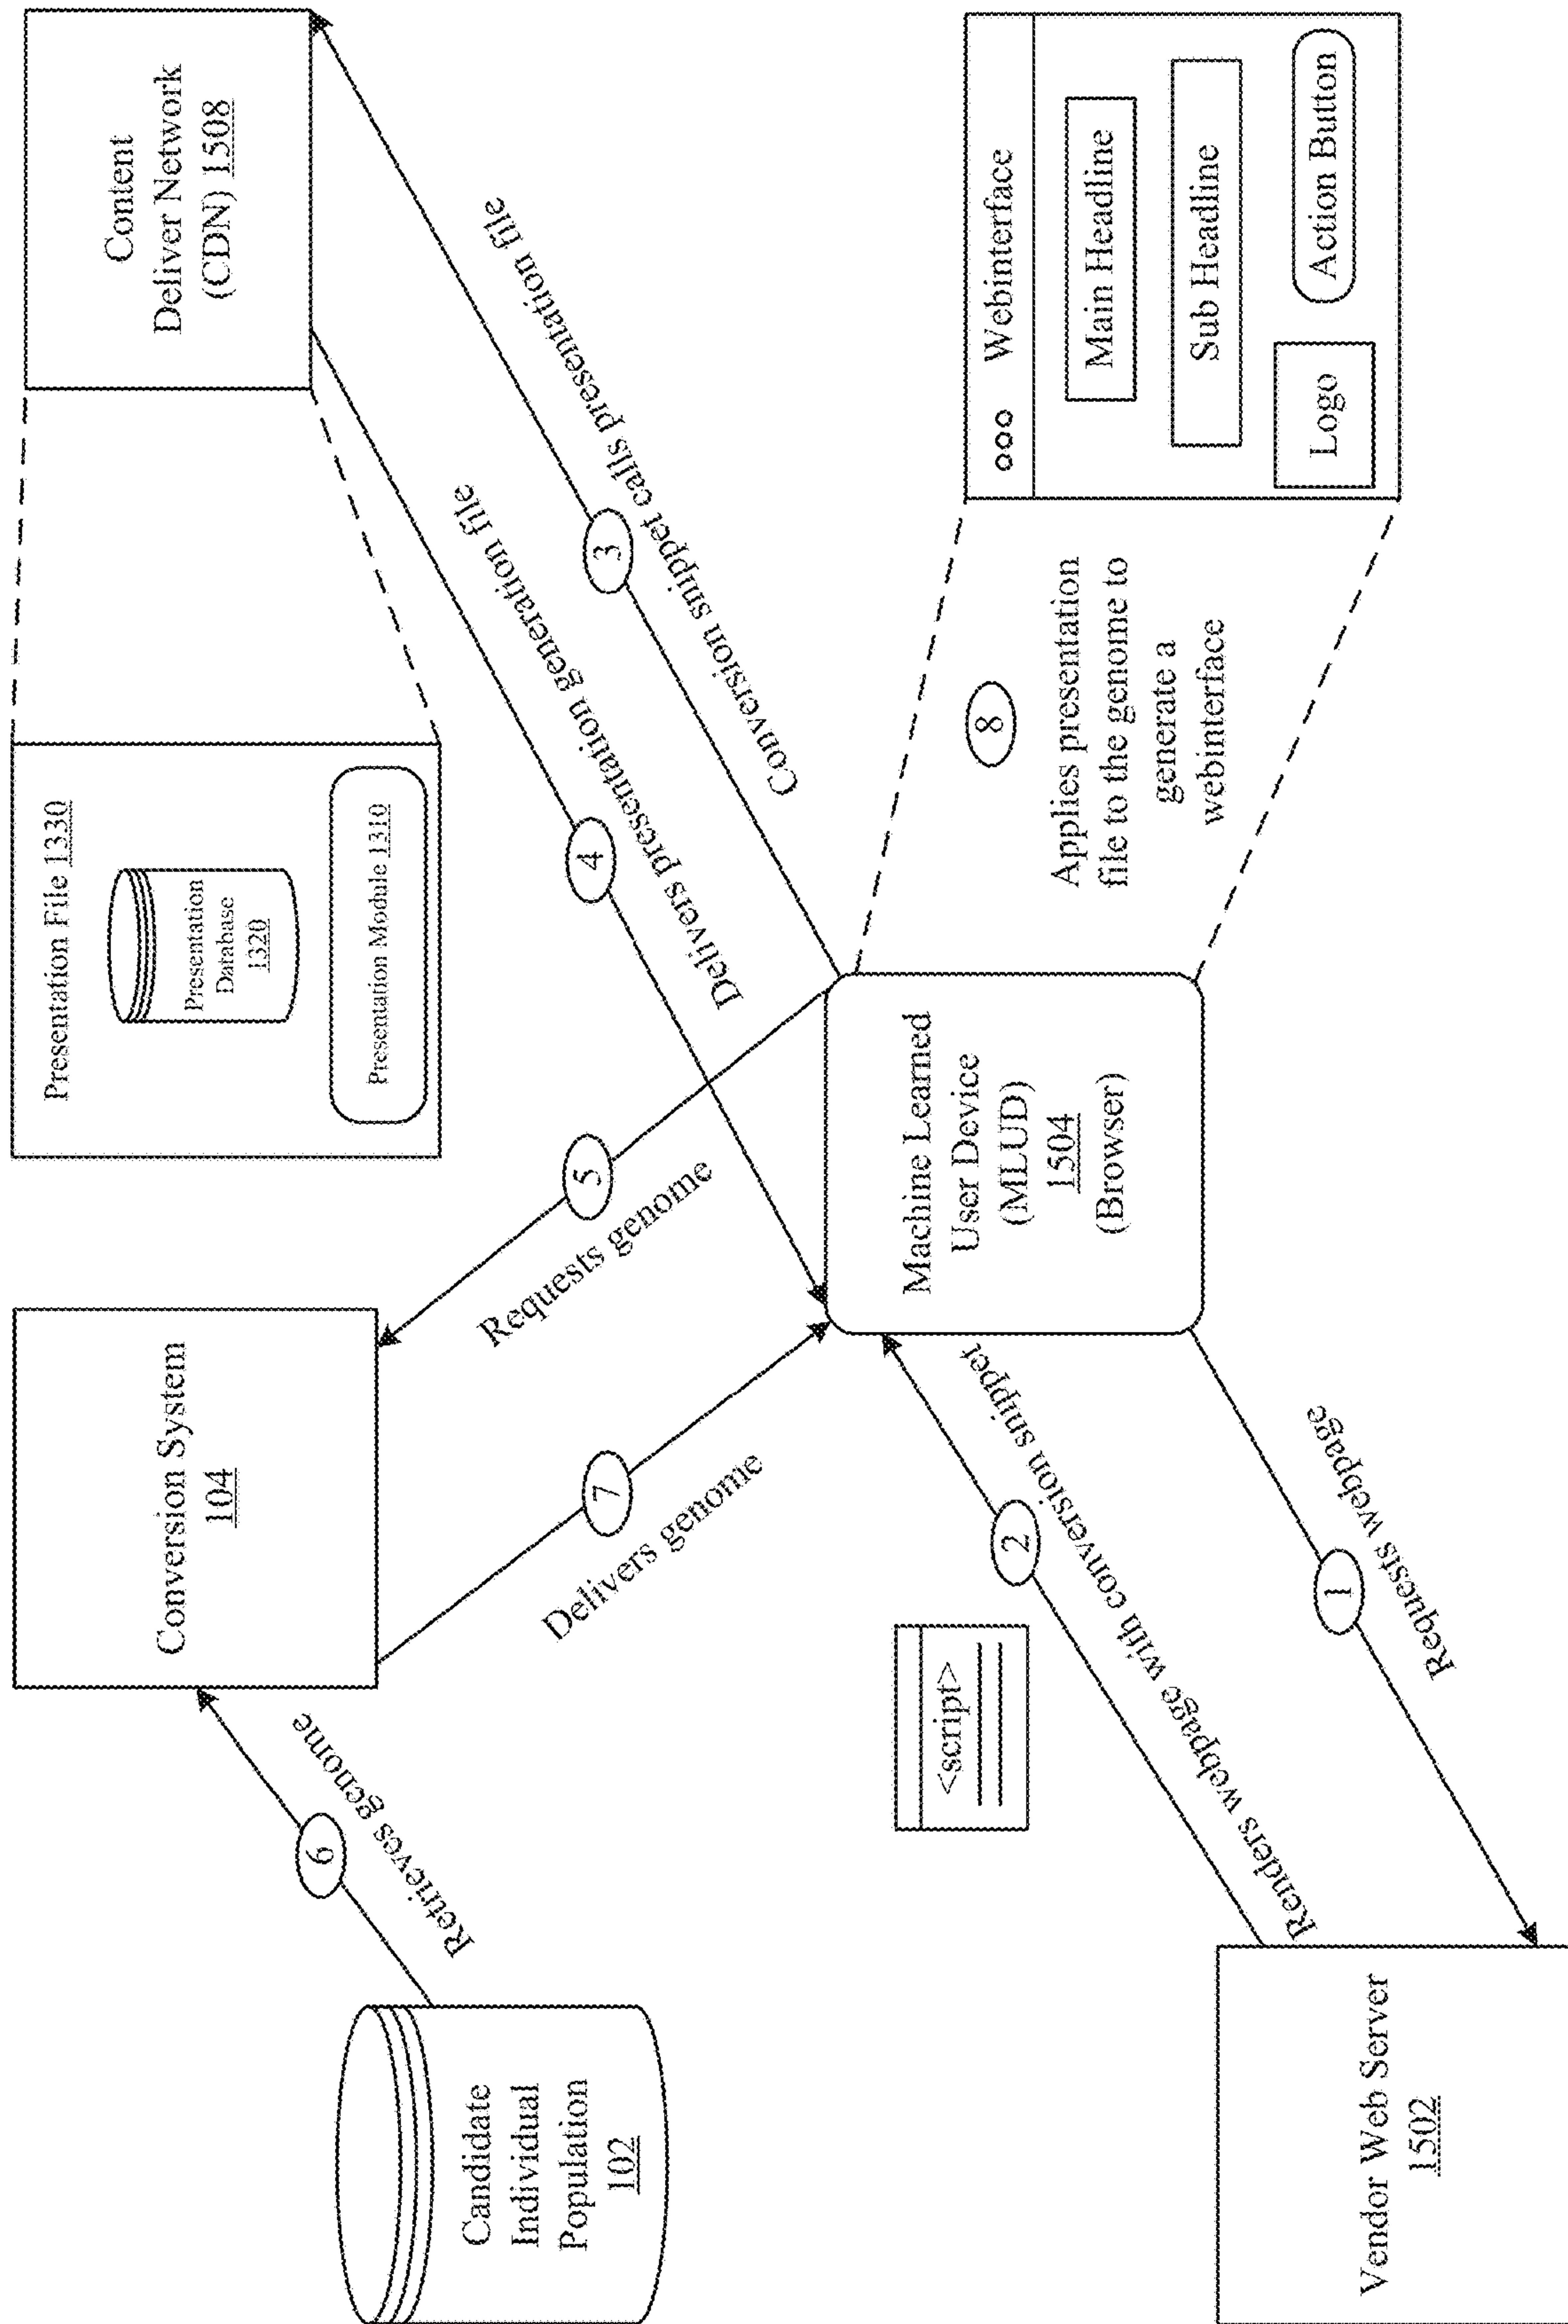 Candidate
Individual
Population
102
6
Retrieves genome
Conversion System
104
5
Requests genome
7
Delivers genome
Presentation File 1330
Presentation
Database
1320
Presentation Module 1310
Content
Deliver Network
(CDN) 1508
4
Delivers presentation generation file
3
Conversion snippet calls presentation file
Machine Learned
User Device
(MLUD)
1504
(Browser)
<script>
2
Renders webpage with conversion snippet
1
Requests webpage
Vendor Web Server
1502
8
Applies presentation
file to the genome to
generate a
webinterface
Webinterface
Main Headline
Sub Headline
Logo
Action Button